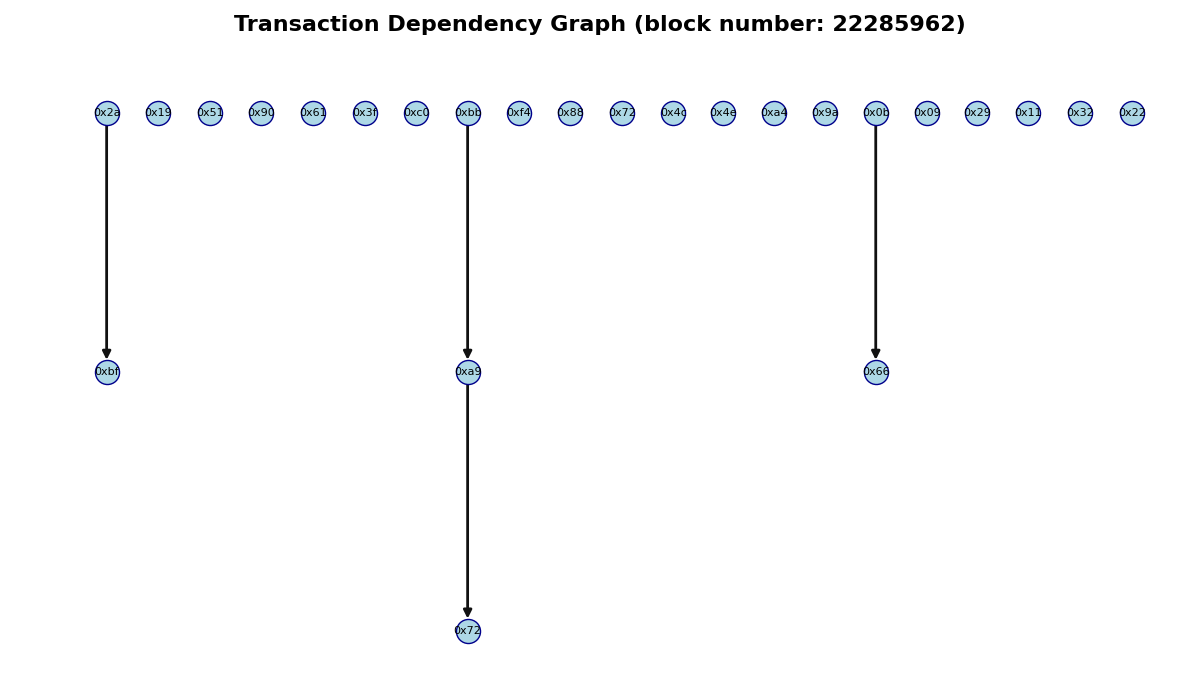 Transaction Dependency Graph (block number: 22285962)
0x2a 0x19 0x51 0x90 0x61 0x3f 0xc0 0xbb 0xf4 0x88 0x72 0x4c 0x4e 0xa4 0x9a 0x0b 0x09 0x29 0x11 0x32 0x22
0xbf 0xa9 0x66
0x72